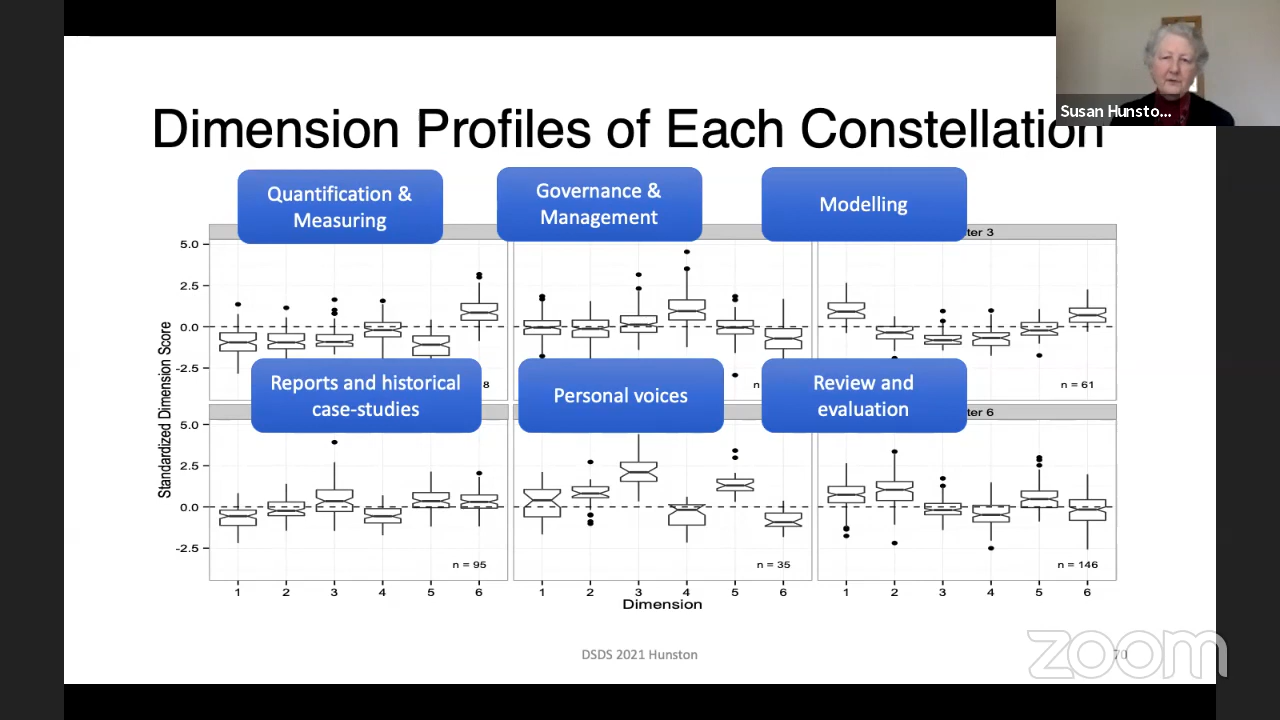 Susan Hunsto...
Dimension Profiles of Each Constellation
Quantification &
Measuring
Governance &
Management
Modelling
ter 3
5.0
2.5
0.0
-2.5
8
n
n = 61
Standardized Dimension Score
Reports and historical
case-studies
Personal voices
Review and
evaluation
ter 6
5.0
2.5
0.0
-2.5
n = 95
n = 35
n = 146
1 2 3 4 5 6
1 2 3 4 5 6
1 2 3 4 5 6
Dimension
DSDS 2021 Hunston
70
zoom